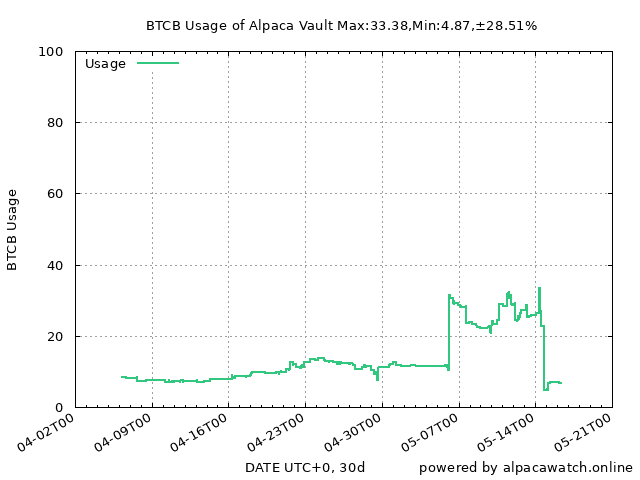 BTCB Usage of Alpaca Vault Max:33.38,Min:4.87,±28.51%
Usage
100
80
60
40
20
0
BTCB Usage
04-02T00
04-09T00
04-16T00
04-23T00
04-30T00
05-07T00
05-14T00
05-21T00
DATE UTC+0, 30d
powered by alpacawatch.online